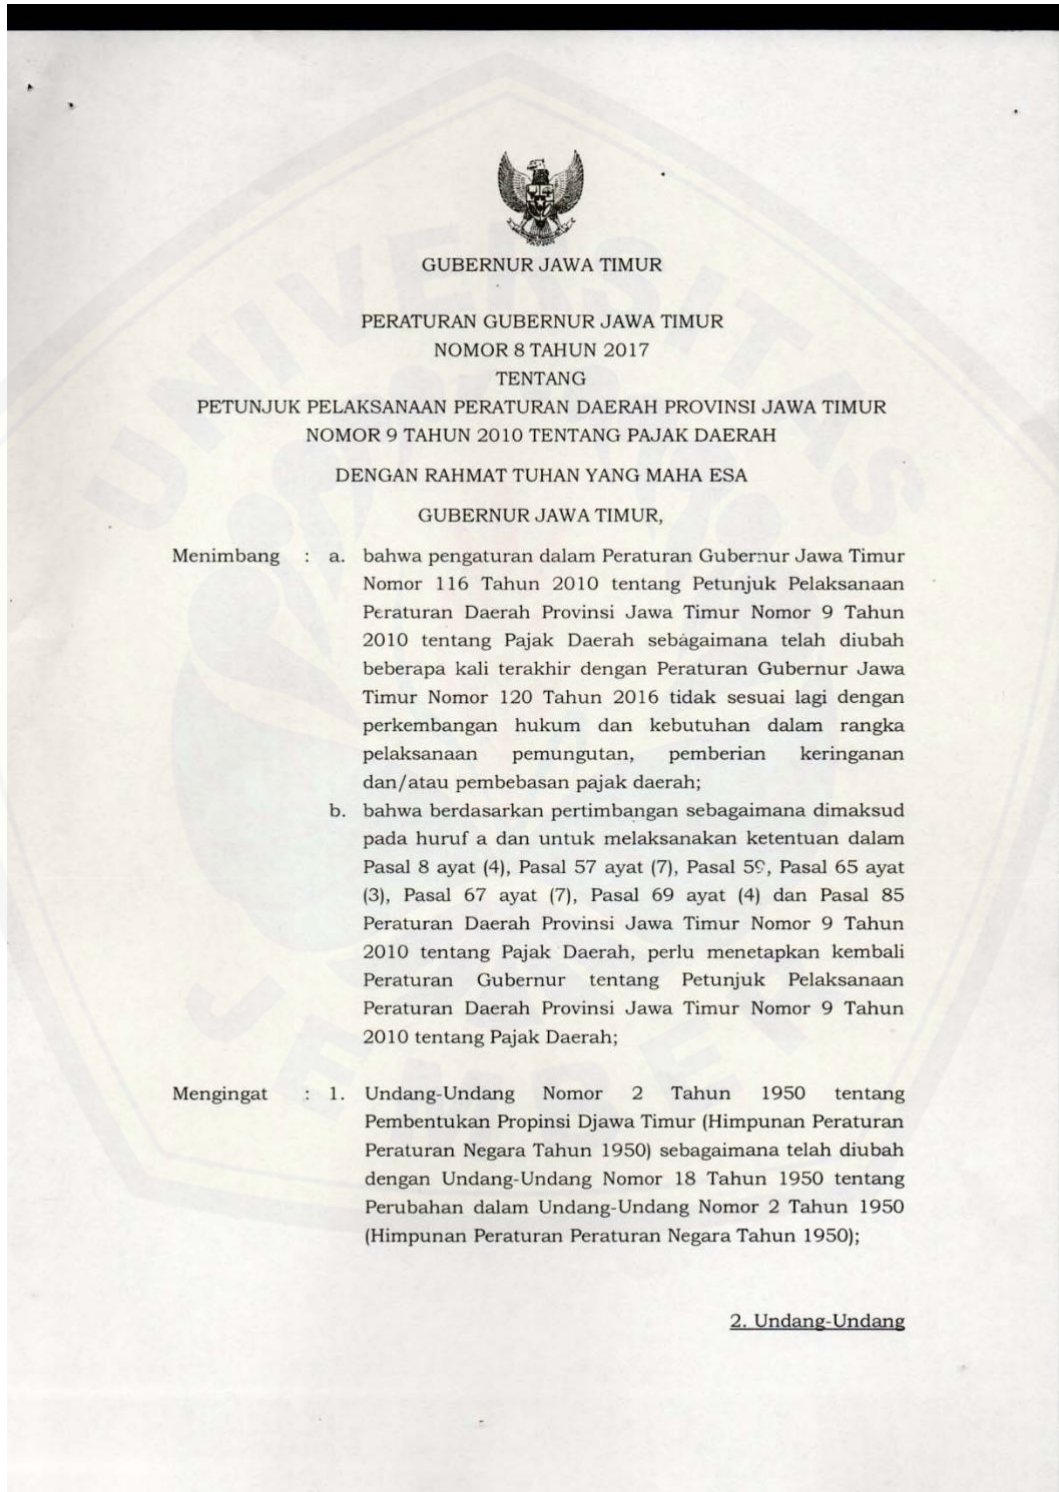 GUBERNUR JAWA TIMUR
PERATURAN GUBERNUR JAWA TIMUR
NOMOR 8 TAHUN 2017
TENTANG
PETUNJUK PELAKSANAAN PERATURAN DAERAH PROVINSI JAWA TIMUR
NOMOR 9 TAHUN 2010 TENTANG PAJAK DAERAH
DENGAN RAHMAT TUHAN YANG MAHA ESA
GUBERNUR JAWA TIMUR,
Menimbang : a. bahwa pengaturan dalam Peraturan Gubernur Jawa Timur
Nomor 116 Tahun 2010 tentang Petunjuk Pelaksanaan
Peraturan Daerah Provinsi Jawa Timur Nomor 9 Tahun
2010 tentang Pajak Daerah sebagaimana telah diubah
beberapa kali terakhir dengan Peraturan Gubernur Jawa
Timur Nomor 120 Tahun 2016 tidak sesuai lagi dengan
perkembangan hukum dan kebutuhan dalam rangka
pelaksanaan pemungutan, pemberian keringanan
dan/atau pembebasan pajak daerah;
b. bahwa berdasarkan pertimbangan sebagaimana dimaksud
pada huruf a dan untuk melaksanakan ketentuan dalam
Pasal 8 ayat (4), Pasal 57 ayat (7), Pasal 59, Pasal 65 ayat
(3), Pasal 67 ayat (7), Pasal 69 ayat (4) dan Pasal 85
Peraturan Daerah Provinsi Jawa Timur Nomor 9 Tahun
2010 tentang Pajak Daerah, perlu menetapkan kembali
Peraturan Gubernur tentang Petunjuk Pelaksanaan
Peraturan Daerah Provinsi Jawa Timur Nomor 9 Tahun
2010 tentang Pajak Daerah;
Mengingat : 1. Undang-Undang Nomor 2 Tahun 1950 tentang
Pembentukan Propinsi Djawa Timur (Himpunan Peraturan
Peraturan Negara Tahun 1950) sebagaimana telah diubah
dengan Undang-Undang Nomor 18 Tahun 1950 tentang
Perubahan dalam Undang-Undang Nomor 2 Tahun 1950
(Himpunan Peraturan Peraturan Negara Tahun 1950);
2. Undang-Undang
UNIVERSITAS
JEMBER